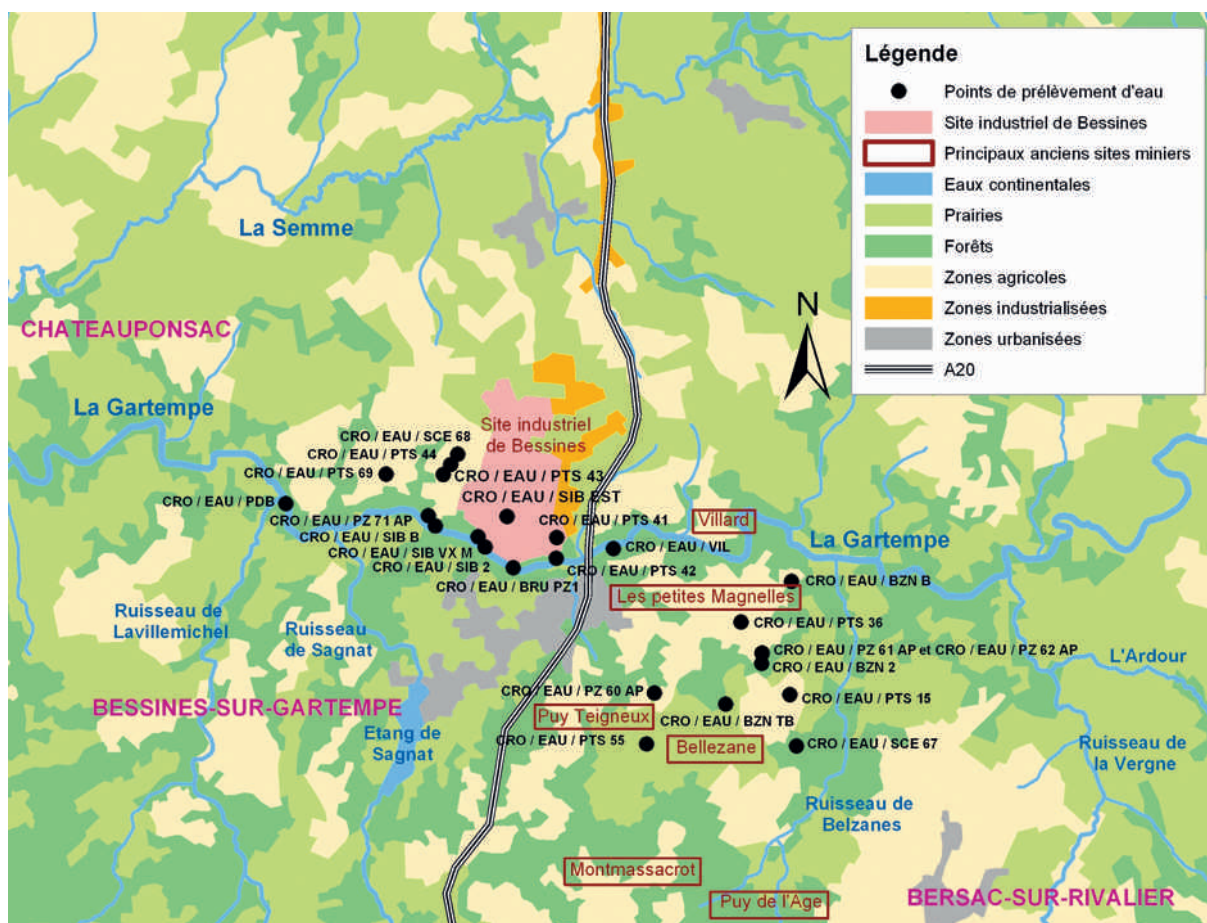 Légende
Points de prélèvement d'eau
Site industriel de Bessines
Principaux anciens sites miniers
Eaux continentales
Prairies
Forêts
Zones agricoles
Zones industrialisées
Zones urbanisées
A20
N
La Semme
CHATEAUPONSAC
La Gartempe
Site industriel
de Bessines
CRO / EAU / SCE 68
CRO / EAU / PTS 44
CRO / EAU / PTS 69
CRO / EAU / PTS 43
CRO / EAU / SIB EST
CRO / EAU / PDB
CRO / EAU / PZ 71 AP
CRO / EAU / SIB B
CRO / EAU / SIB VX M
CRO / EAU / SIB 2
CRO / EAU / BRU PZ1
CRO / EAU / PTS 41
CRO / EAU / VIL
CRO / EAU / PTS 42
Villard
La Gartempe
CRO / EAU / BZN B
Les petites Magnelles
CRO / EAU / PTS 36
CRO / EAU / PZ 61 AP et CRO / EAU / PZ 62 AP
CRO / EAU / BZN 2
L'Ardour
Ruisseau de
Lavillemichel
Ruisseau
de Sagnat
BESSINES-SUR-GARTEMPE
Etang de
Sagnat
CRO / EAU / PZ 60 AP
CRO / EAU / PTS 15
Puy Teigneux
CRO / EAU / BZN TB
CRO / EAU / PTS 55
Bellezane
CRO / EAU / SCE 67
Ruisseau de
la Vergne
Ruisseau de
Belzanes
Montmassacrot
Puy de l'Age
BERSAC-SUR-RIVALIER